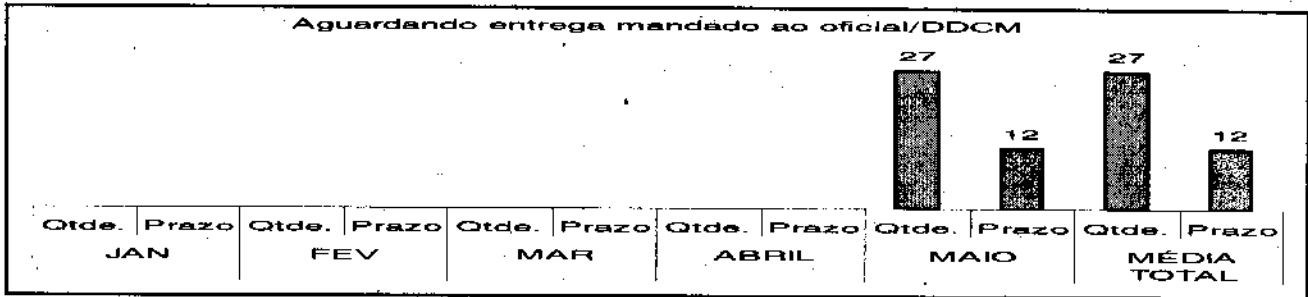 Aguardando entrega mandado ao oficial/DDCM
27 27
12 12
Qtde. Prazo Qtde. Prazo Qtde. Prazo Qtde. Prazo Qtde. Prazo Qtde. Prazo
JAN FEV MAR ABRIL MAIO MÉDIA
TOTAL